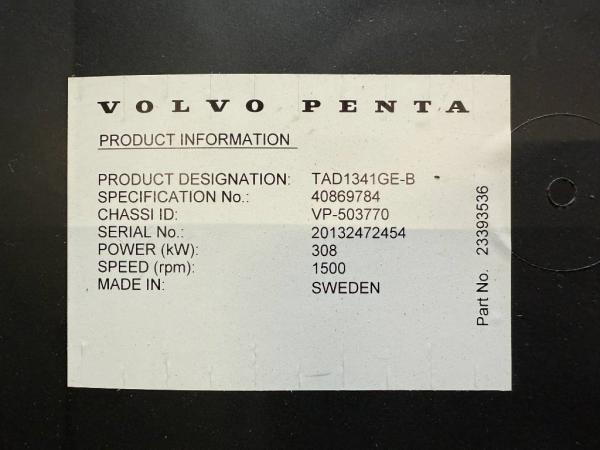 VOLVO PENTA
PRODUCT INFORMATION
PRODUCT DESIGNATION: TAD1341GE-B
SPECIFICATION No.: 40869784
CHASSI ID: VP-503770
SERIAL No.: 20132472454
POWER (kW): 308
SPEED (rpm): 1500
MADE IN: SWEDEN
Part No. 23393536